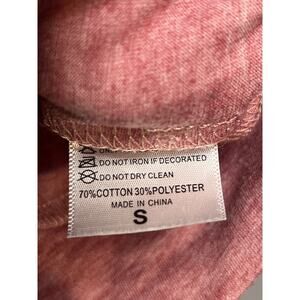 DO NOT IRON IF DECORATED
DO NOT DRY CLEAN
70%COTTON 30%POLYESTER
MADE IN CHINA
S